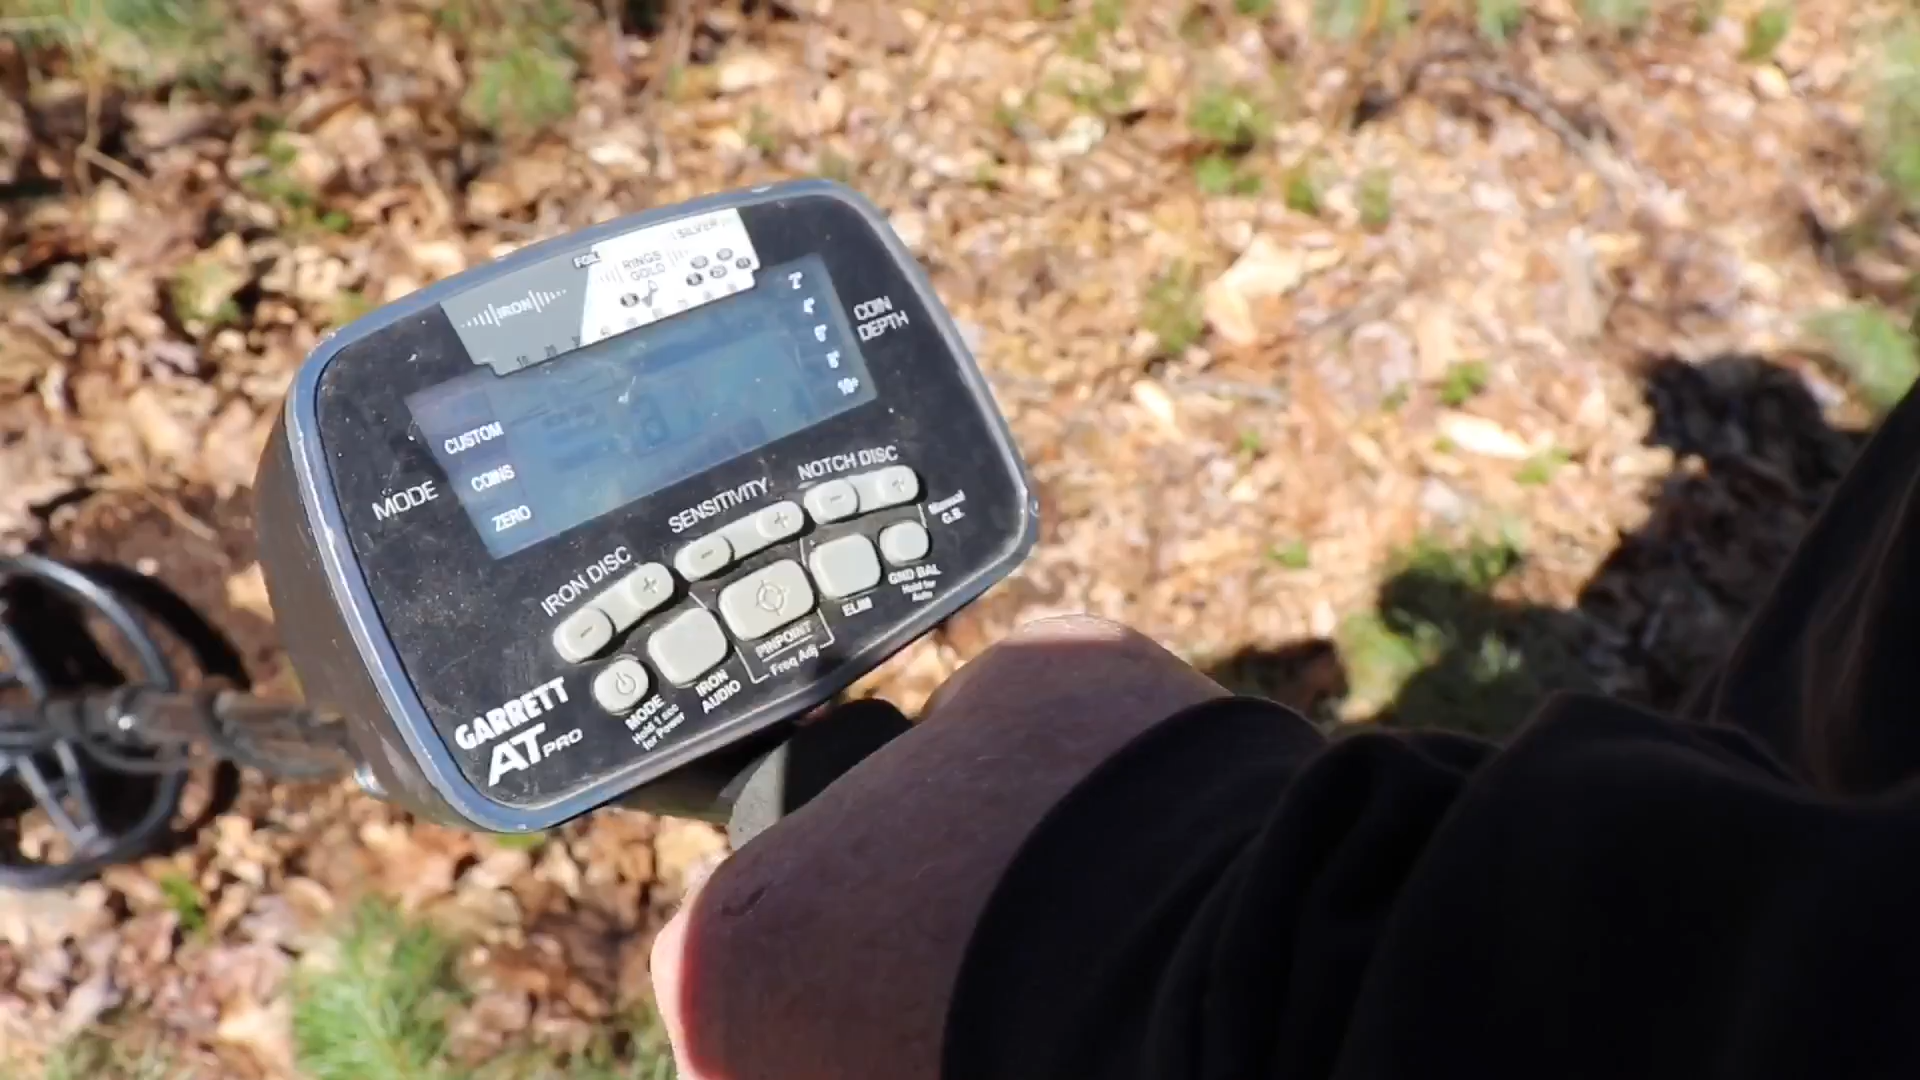 FOIL
RINGS
GOLD
SILVER
IRON
10 20
2"
4"
6"
8"
10+
COIN
DEPTH
MODE
CUSTOM
COINS
ZERO
IRON DISC
- +
SENSITIVITY
- +
NOTCH DISC
- +
Manual
G.B.
MODE
Hold 1 sec
for Power
IRON
AUDIO
PINPOINT
Freq Adj
ELIM
GND BAL
Hold for
Auto
GARRETT
AT PRO